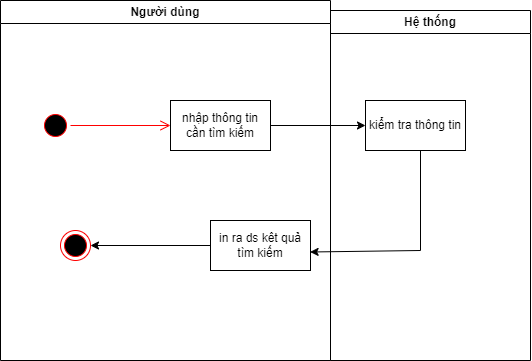 Người dùng
Hệ thống
nhập thông tin
cần tìm kiếm
kiểm tra thông tin
in ra ds kêt quả
tìm kiếm